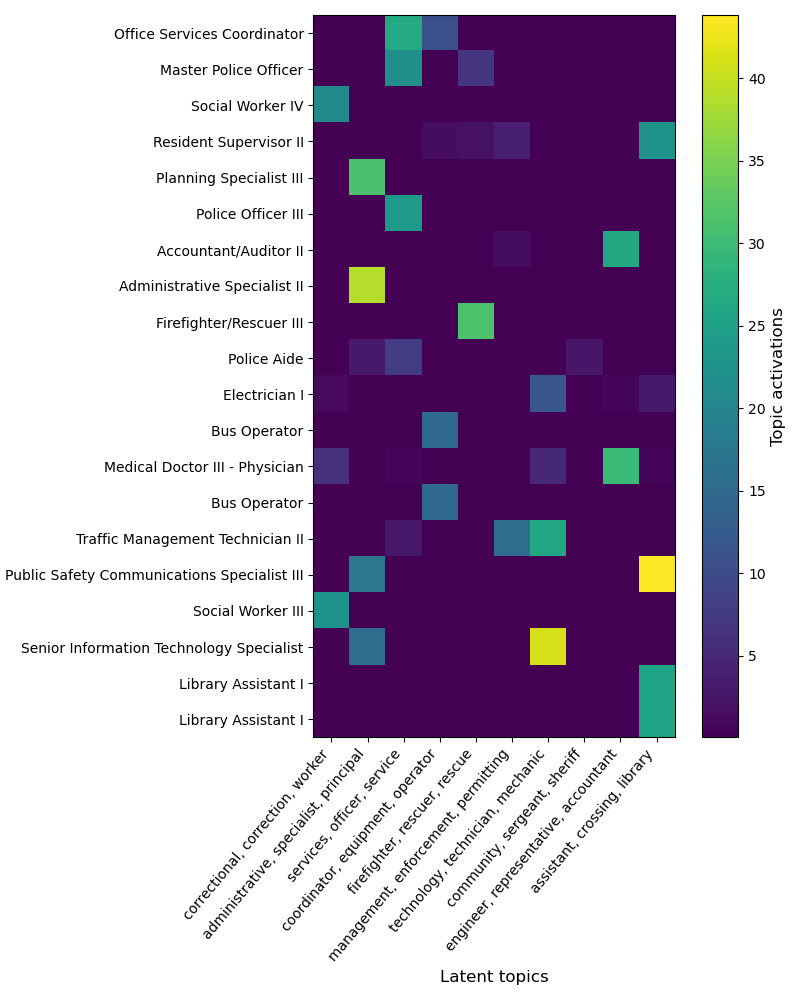 Office Services Coordinator
Master Police Officer
Social Worker IV
Resident Supervisor II
Planning Specialist III
Police Officer III
Accountant/Auditor II
Administrative Specialist II
Firefighter/Rescuer III
Police Aide
Electrician I
Bus Operator
Medical Doctor III - Physician
Bus Operator
Traffic Management Technician II
Public Safety Communications Specialist III
Social Worker III
Senior Information Technology Specialist
Library Assistant I
Library Assistant I
correctional, correction, worker
administrative, specialist, principal
services, officer, service
coordinator, equipment, operator
firefighter, rescuer, rescue
management, enforcement, permitting
technology, technician, mechanic
community, sergeant, sheriff
engineer, representative, accountant
assistant, crossing, library
Latent topics
40
35
30
25
20
15
10
5
Topic activations